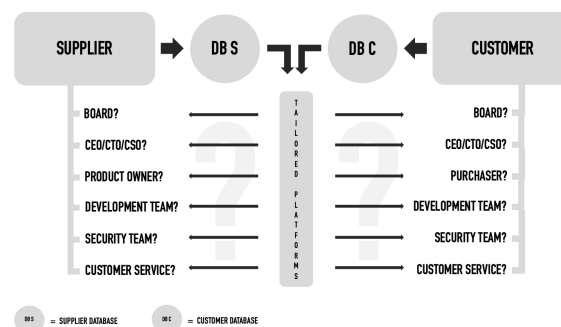 SUPPLIER
DB S
DB C
CUSTOMER
TAILORED PLATFORMS
BOARD?
BOARD?
CEO/CTO/CSO?
CEO/CTO/CSO?
PRODUCT OWNER?
PURCHASER?
DEVELOPMENT TEAM?
DEVELOPMENT TEAM?
SECURITY TEAM?
SECURITY TEAM?
CUSTOMER SERVICE?
CUSTOMER SERVICE?
?
?
DB S = SUPPLIER DATABASE
DB C = CUSTOMER DATABASE